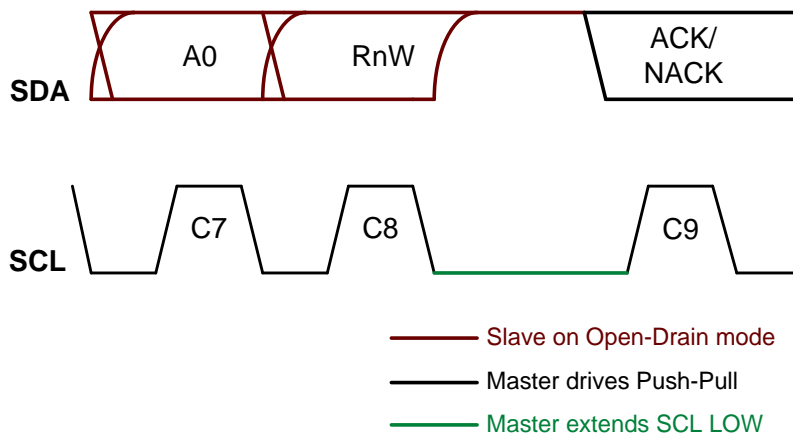 A0
RnW
ACK/
NACK
SDA
C7
C8
C9
SCL
Slave on Open-Drain mode
Master drives Push-Pull
Master extends SCL LOW